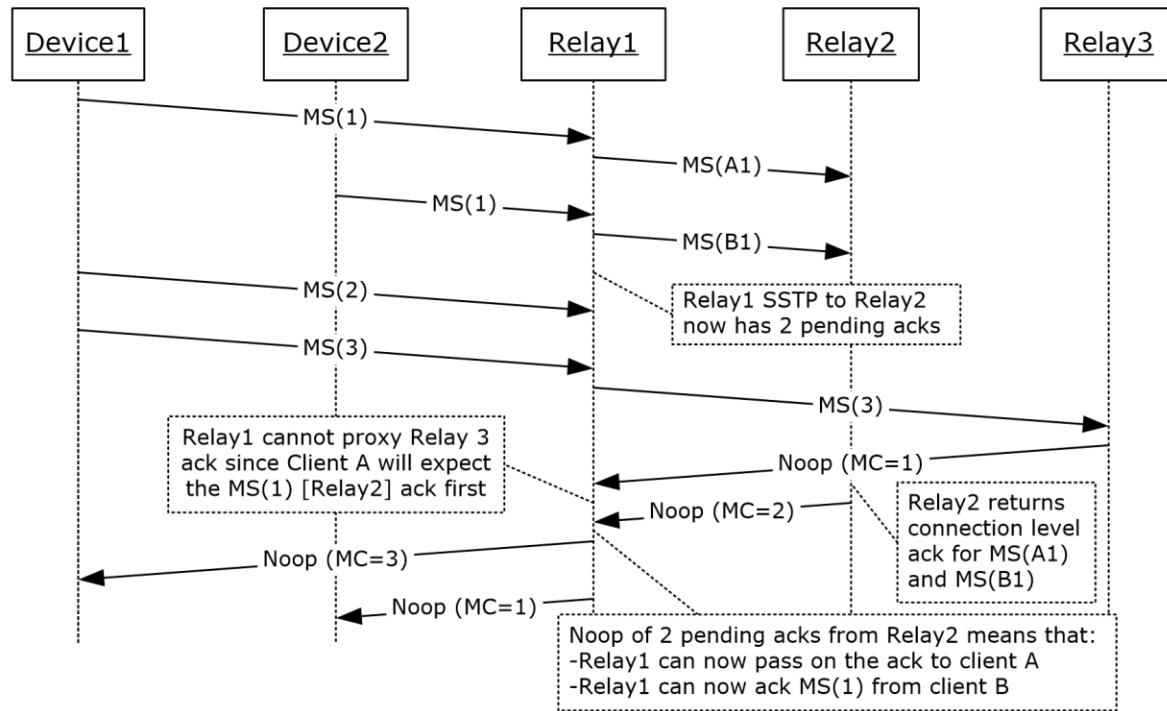 Device1
Device2
Relay1
Relay2
Relay3
MS(1)
MS(A1)
MS(1)
MS(B1)
MS(2)
Relay1 SSTP to Relay2
now has 2 pending acks
MS(3)
MS(3)
Relay1 cannot proxy Relay 3
ack since Client A will expect
the MS(1) [Relay2] ack first
Noop (MC=1)
Noop (MC=2)
Relay2 returns
connection level
ack for MS(A1)
and MS(B1)
Noop (MC=3)
Noop (MC=1)
Noop of 2 pending acks from Relay2 means that:
-Relay1 can now pass on the ack to client A
-Relay1 can now ack MS(1) from client B